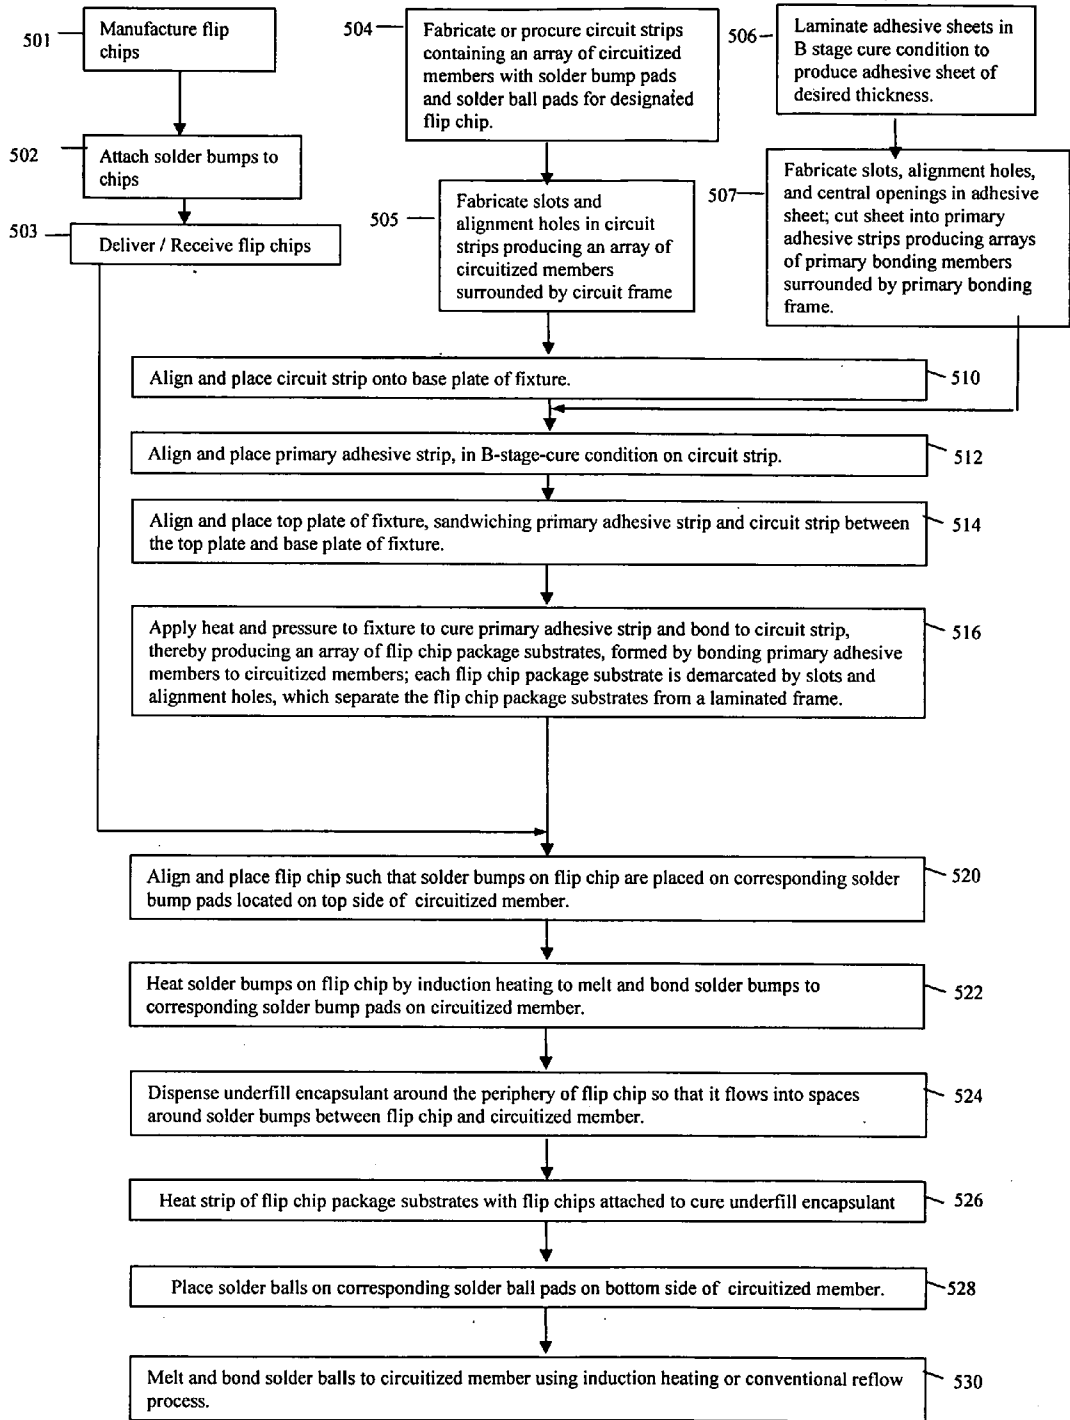 501
Manufacture flip
chips
502
Attach solder bumps to
chips
503
Deliver / Receive flip chips
504
Fabricate or procure circuit strips
containing an array of circuitized
members with solder bump pads
and solder ball pads for designated
flip chip.
505
Fabricate slots and
alignment holes in circuit
strips producing an array of
circuitized members
surrounded by circuit frame
506
Laminate adhesive sheets in
B stage cure condition to
produce adhesive sheet of
desired thickness.
507
Fabricate slots, alignment holes,
and central openings in adhesive
sheet; cut sheet into primary
adhesive strips producing arrays
of primary bonding members
surrounded by primary bonding
frame.
Align and place circuit strip onto base plate of fixture.
510
Align and place primary adhesive strip, in B-stage-cure condition on circuit strip.
512
Align and place top plate of fixture, sandwiching primary adhesive strip and circuit strip between
the top plate and base plate of fixture.
514
Apply heat and pressure to fixture to cure primary adhesive strip and bond to circuit strip,
thereby producing an array of flip chip package substrates, formed by bonding primary adhesive
members to circuitized members; each flip chip package substrate is demarcated by slots and
alignment holes, which separate the flip chip package substrates from a laminated frame.
516
Align and place flip chip such that solder bumps on flip chip are placed on corresponding solder
bump pads located on top side of circuitized member.
520
Heat solder bumps on flip chip by induction heating to melt and bond solder bumps to
corresponding solder bump pads on circuitized member.
522
Dispense underfill encapsulant around the periphery of flip chip so that it flows into spaces
around solder bumps between flip chip and circuitized member.
524
Heat strip of flip chip package substrates with flip chips attached to cure underfill encapsulant
526
Place solder balls on corresponding solder ball pads on bottom side of circuitized member.
528
Melt and bond solder balls to circuitized member using induction heating or conventional reflow
process.
530